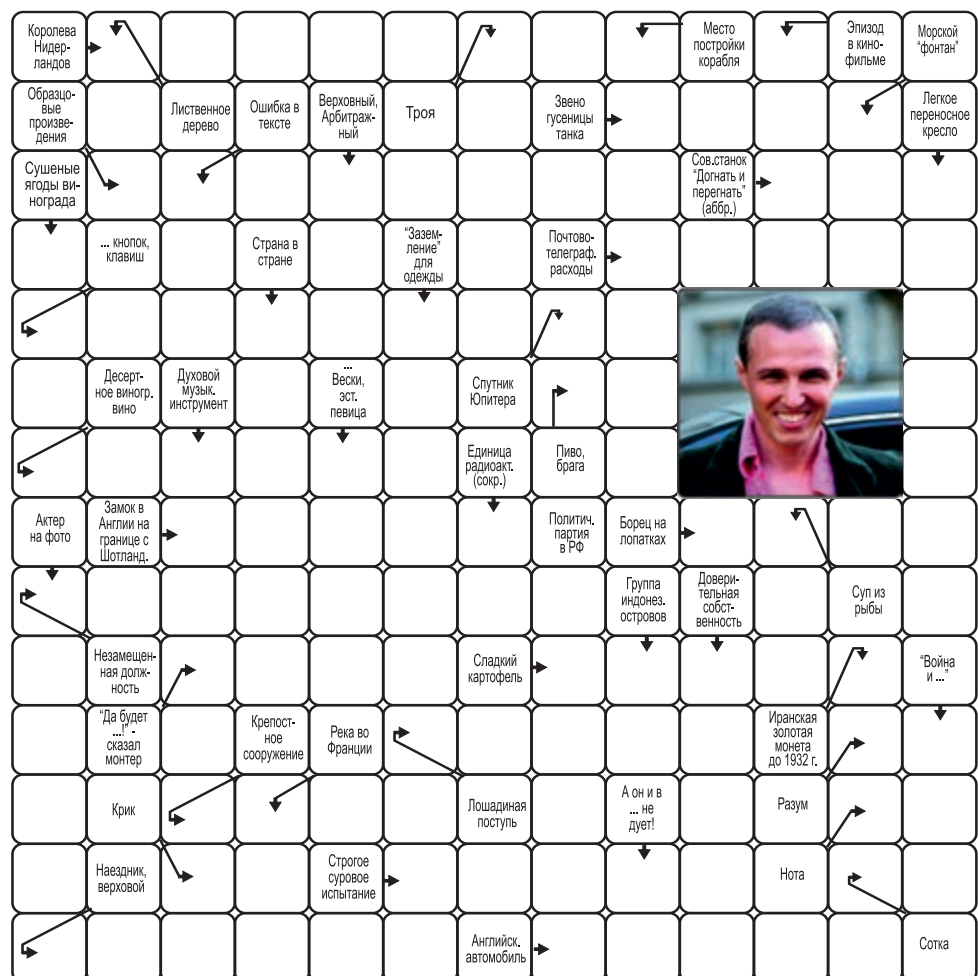 Королева
Нидер-
ландов
Место
постройки
корабля
Эпизод
в кино-
фильме
Морской
“фонтан”
Образцо-
вые
произве-
дения
Лиственное
дерево
Ошибка в
тексте
Верховный,
Арбитраж-
ный
Троя
Звено
гусеницы
танка
Легкое
переносное
кресло
Сушеные
ягоды ви-
нограда
Сов.станок
“Догнать и
перегнать”
(аббр.)
... кнопок,
клавиш
Страна в
стране
“Зазем-
ление”
для
одежды
Почтово-
телеграф.
расходы
Десерт-
ное виногр.
вино
Духовой
музык.
инструмент
...
Вески,
эст.
певица
Спутник
Юпитера
Единица
радиоакт.
(сокр.)
Пиво,
брага
Актер
на фото
Замок в
Англии на
границе с
Шотланд.
Политич.
партия
в РФ
Борец на
лопатках
Группа
индонез.
островов
Довери-
тельная
собст-
венность
Суп из
рыбы
Незамещен-
ная долж-
ность
Сладкий
картофель
“Война
и ...”
“Да будет
...!” -
сказал
монтер
Крепост-
ное
сооружение
Река во
Франции
Иранская
золотая
монета
до 1932 г.
Крик
Лошадиная
поступь
А он и в
... не
дует!
Разум
Наездник,
верховой
Строгое
суровое
испытание
Нота
Английск.
автомобиль
Сотка